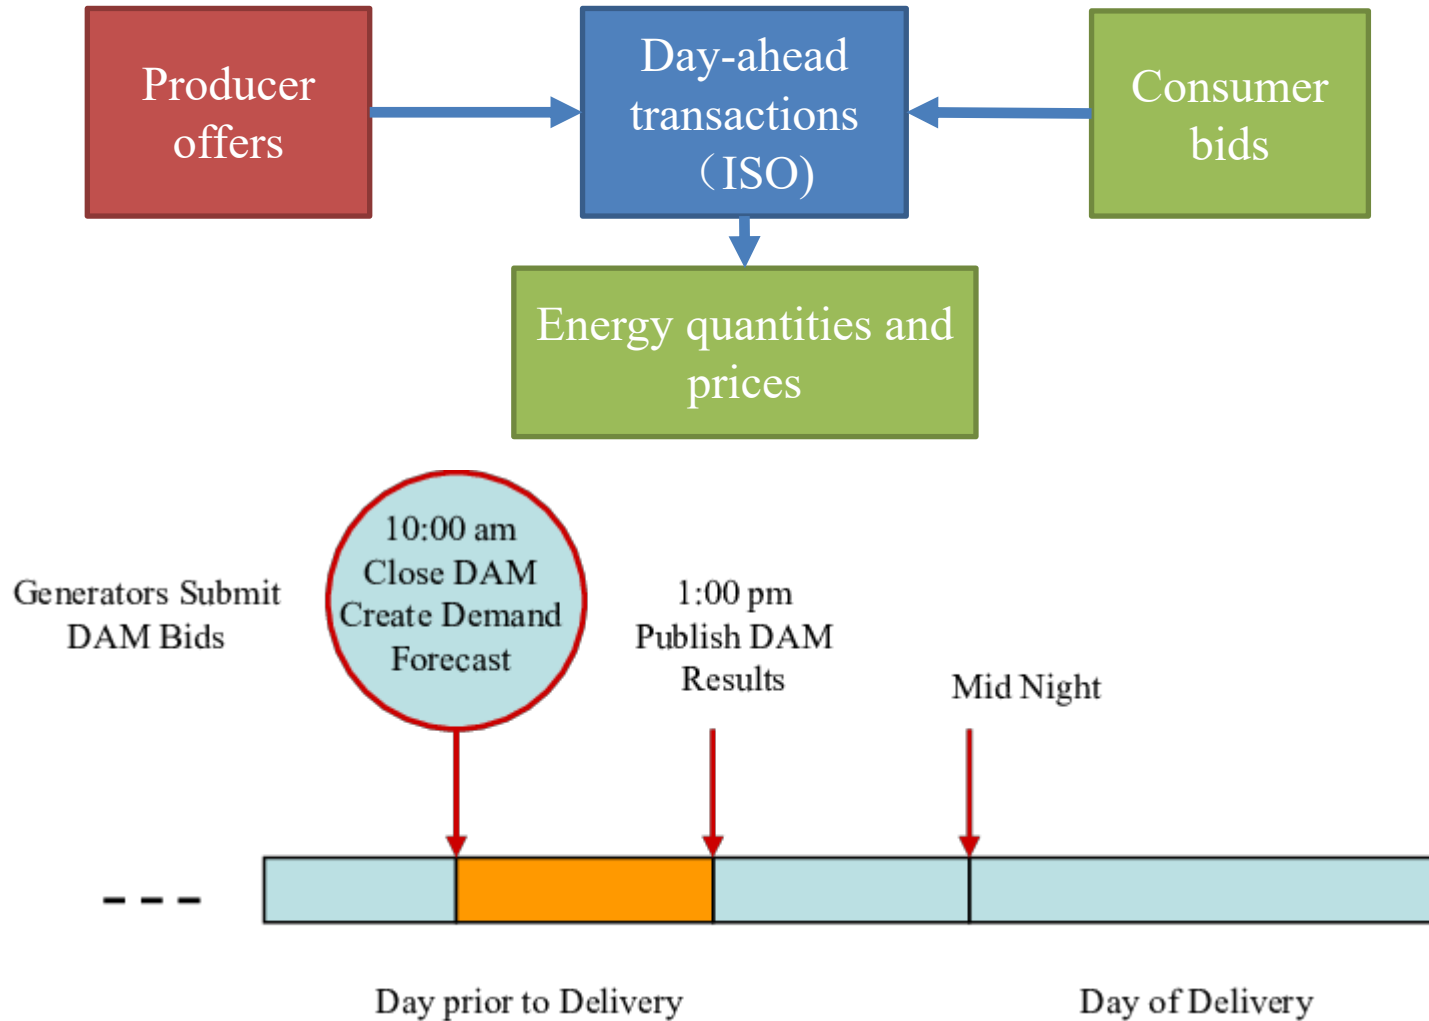 Producer
offers
Day-ahead
transactions
（ISO)
Consumer
bids
Energy quantities and
prices
Generators Submit
DAM Bids
10:00 am
Close DAM
Create Demand
Forecast
1:00 pm
Publish DAM
Results
Mid Night
Day prior to Delivery
Day of Delivery